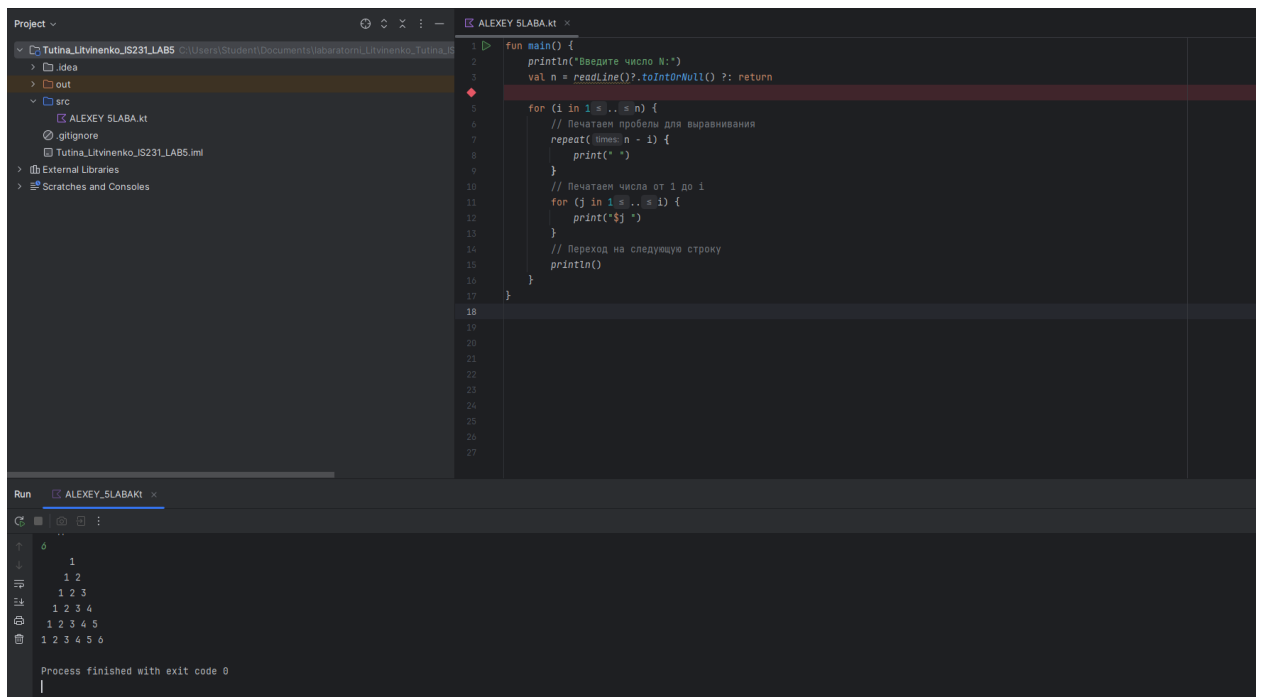 Project
Tutina_Litvinenko_IS231_LAB5 C:\Users\Student\Documents\labaratorni_Litvinenko_Tutina_IS
.idea
out
src
ALEXEY 5LABA.kt
.gitignore
Tutina_Litvinenko_IS231_LAB5.iml
External Libraries
Scratches and Consoles
ALEXEY 5LABA.kt
1 fun main() {
2 println("Введите число N:")
3 val n = readLine()?.toIntOrNull() ?: return
5 for (i in 1 ≤ .. ≤ n) {
6 // Печатаем пробелы для выравнивания
7 repeat( times: n - i) {
8 print(" ")
9 }
10 // Печатаем числа от 1 до i
11 for (j in 1 ≤ .. ≤ i) {
12 print("$j ")
13 }
14 // Переход на следующую строку
15 println()
16 }
17 }
18
19
20
21
22
23
24
25
26
27
Run ALEXEY_5LABAKt
6
1
1 2
1 2 3
1 2 3 4
1 2 3 4 5
1 2 3 4 5 6
Process finished with exit code 0